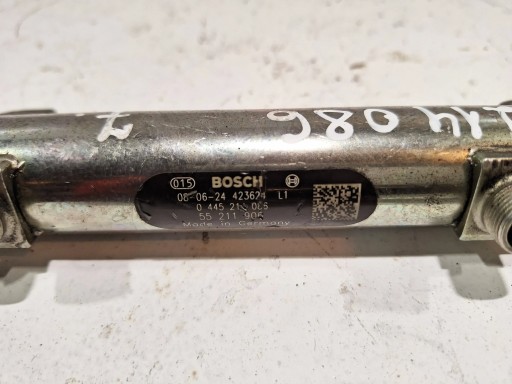 015 BOSCH
08-06-24 423624 L1
0 445 214 086
55 211 906
Made in Germany